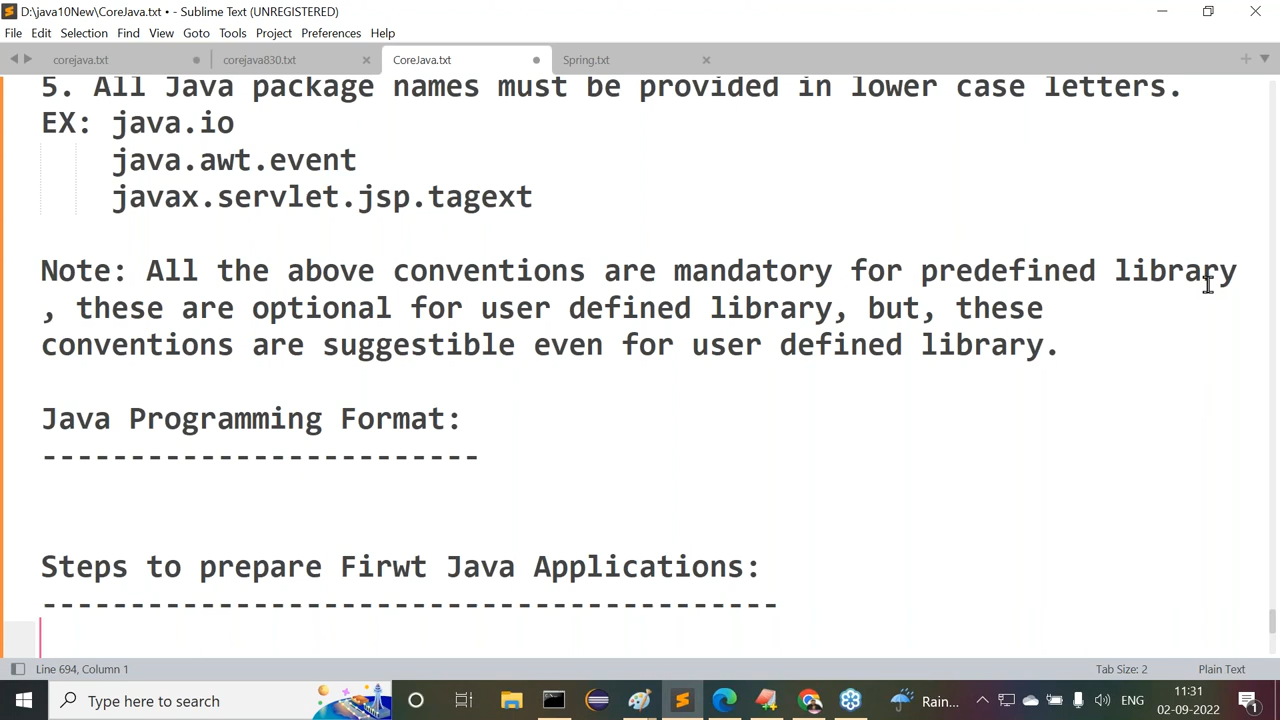 D:\java10New\CoreJava.txt • - Sublime Text (UNREGISTERED)
File Edit Selection Find View Goto Tools Project Preferences Help
corejava.txt corejava830.txt CoreJava.txt Spring.txt
5. All Java package names must be provided in lower case letters.
EX: java.io
java.awt.event
javax.servlet.jsp.tagext
Note: All the above conventions are mandatory for predefined library
, these are optional for user defined library, but, these
conventions are suggestible even for user defined library.
Java Programming Format:
-------------------------
Steps to prepare Firwt Java Applications:
------------------------------------------
Line 694, Column 1 Tab Size: 2 Plain Text
Type here to search Rain... ENG 11:31 02-09-2022 1